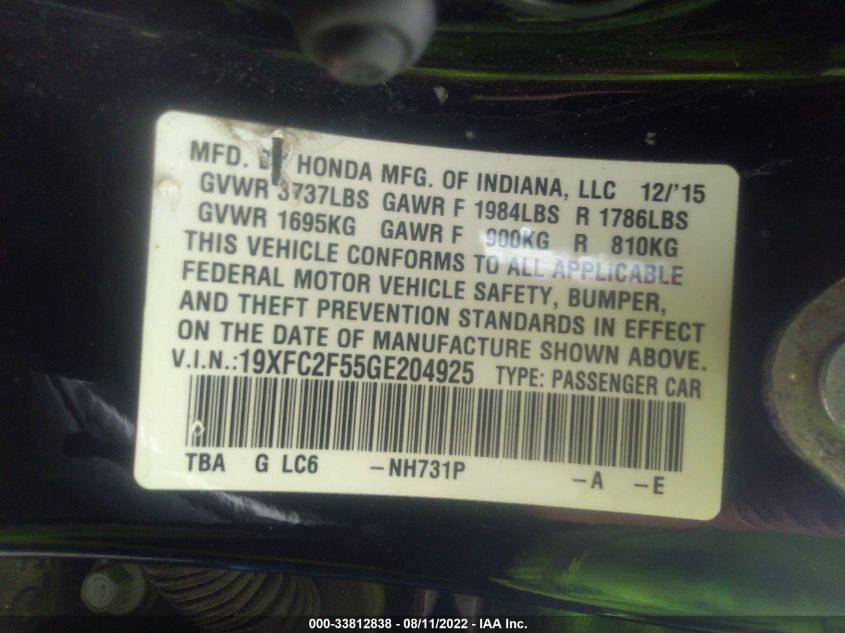 MFD. B HONDA MFG. OF INDIANA, LLC 12/'15
GVWR 3737LBS GAWR F 1984LBS R 1786LBS
GVWR 1695KG GAWR F 900KG R 810KG
THIS VEHICLE CONFORMS TO ALL APPLICABLE
FEDERAL MOTOR VEHICLE SAFETY, BUMPER,
AND THEFT PREVENTION STANDARDS IN EFFECT
ON THE DATE OF MANUFACTURE SHOWN ABOVE.
V.I.N.:19XFC2F55GE204925 TYPE: PASSENGER CAR
TBA G LC6 -NH731P -A -E
000-33812838 - 08/11/2022 - IAA Inc.